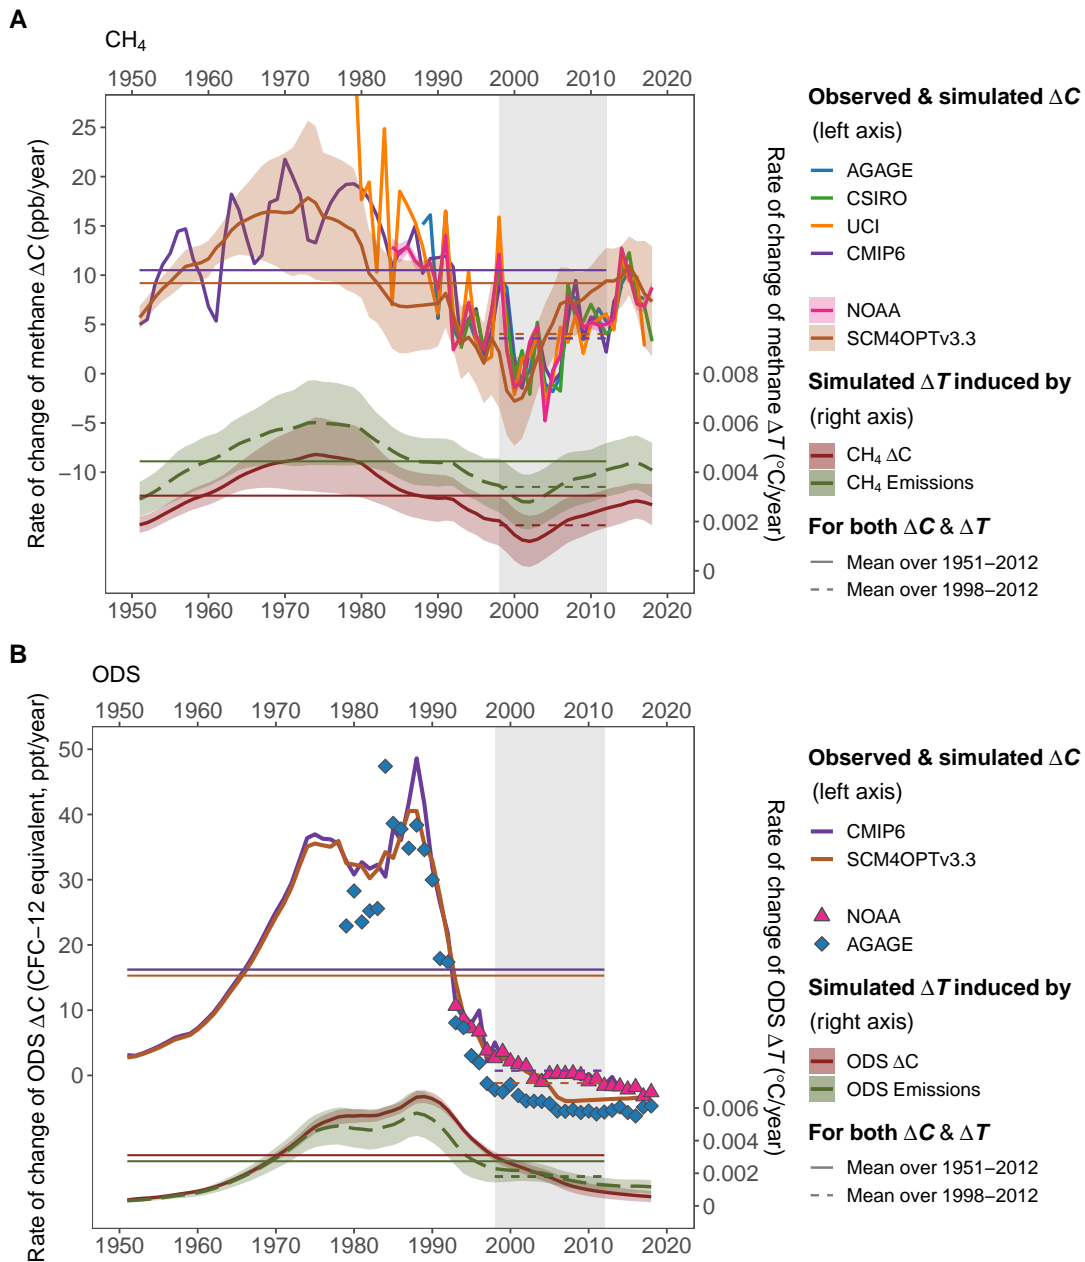 A
CH4
1950 1960 1970 1980 1990 2000 2010 2020
Rate of change of methane ΔC (ppb/year)
25
20
15
10
5
0
−5
−10
0.008
0.006
0.004
0.002
0
Rate of change of methane ΔT (°C/year)
1950 1960 1970 1980 1990 2000 2010 2020
Observed & simulated ΔC
(left axis)
AGAGE
CSIRO
UCI
CMIP6
NOAA
SCM4OPTv3.3
Simulated ΔT induced by
(right axis)
CH4 ΔC
CH4 Emissions
For both ΔC & ΔT
Mean over 1951−2012
Mean over 1998−2012
B
ODS
1950 1960 1970 1980 1990 2000 2010 2020
Rate of change of ODS ΔC (CFC−12 equivalent, ppt/year)
50
40
30
20
10
0
0.006
0.004
0.002
0
Rate of change of ODS ΔT (°C/year)
1950 1960 1970 1980 1990 2000 2010 2020
Observed & simulated ΔC
(left axis)
CMIP6
SCM4OPTv3.3
NOAA
AGAGE
Simulated ΔT induced by
(right axis)
ODS ΔC
ODS Emissions
For both ΔC & ΔT
Mean over 1951−2012
Mean over 1998−2012